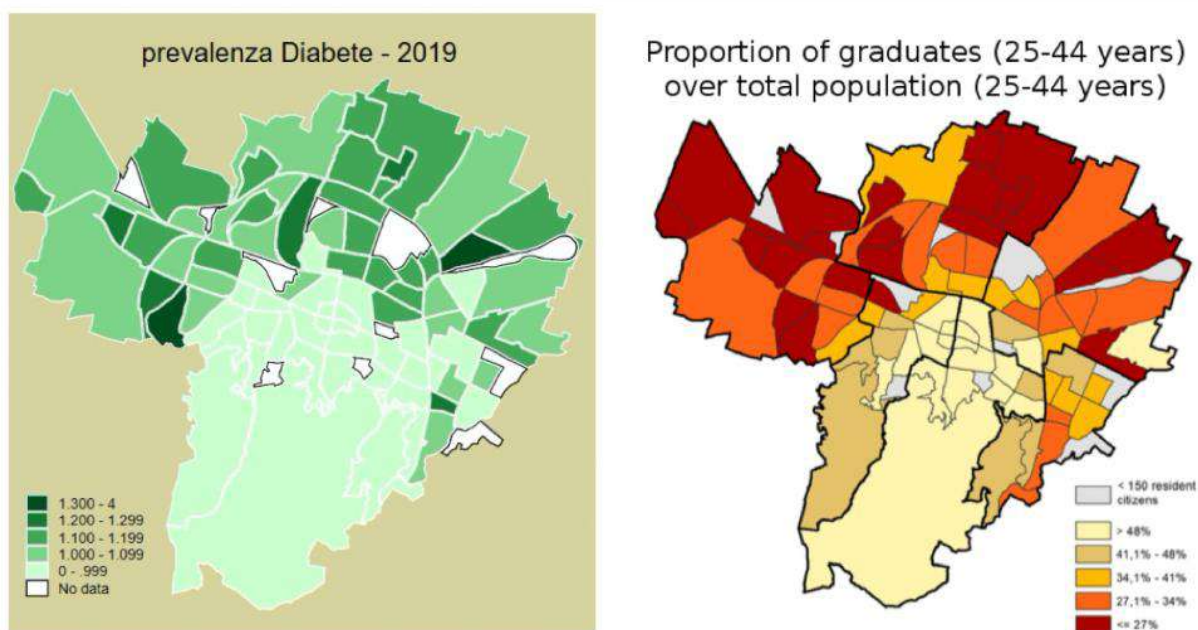 prevalenza Diabete - 2019
1.300 - 4
1.200 - 1.299
1.100 - 1.199
1.000 - 1.099
0 - .999
No data
Proportion of graduates (25-44 years)
over total population (25-44 years)
< 150 resident
citizens
> 48%
41,1% - 48%
34,1% - 41%
27,1% - 34%
<= 27%